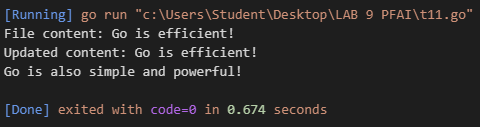 [Running] go run "c:\Users\Student\Desktop\LAB 9 PFAI\t11.go"
File content: Go is efficient!
Updated content: Go is efficient!
Go is also simple and powerful!
[Done] exited with code=0 in 0.674 seconds